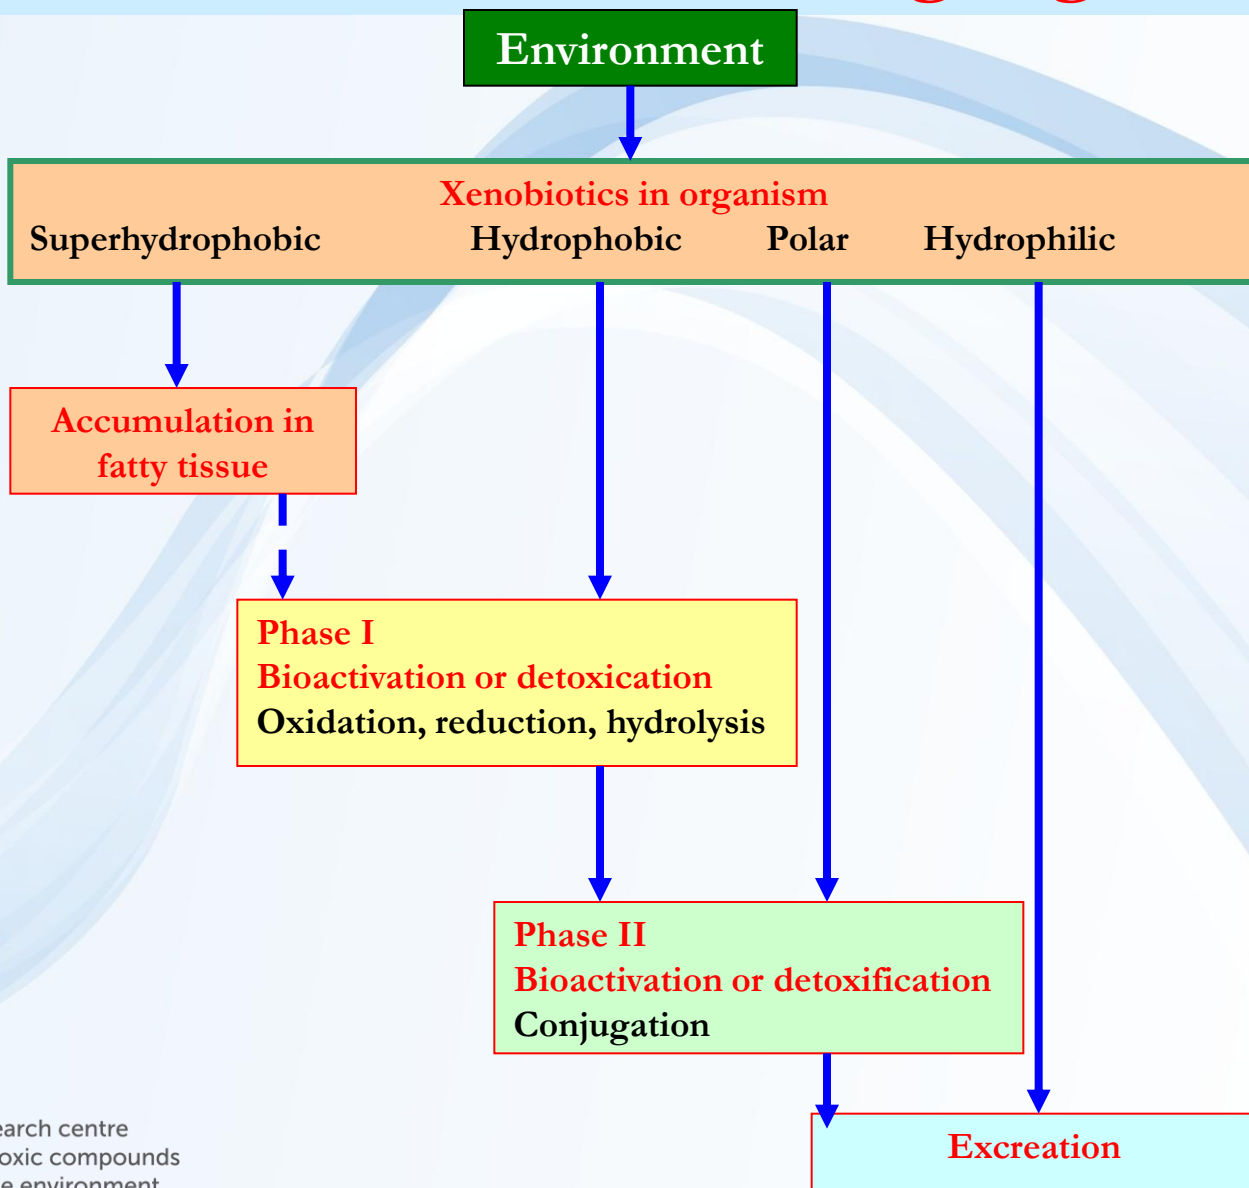 Environment
Xenobiotics in organism
Superhydrophobic Hydrophobic Polar Hydrophilic
Accumulation in
fatty tissue
Phase I
Bioactivation or detoxication
Oxidation, reduction, hydrolysis
Phase II
Bioactivation or detoxification
Conjugation
Excreation
earch centre
oxic compounds
e environment